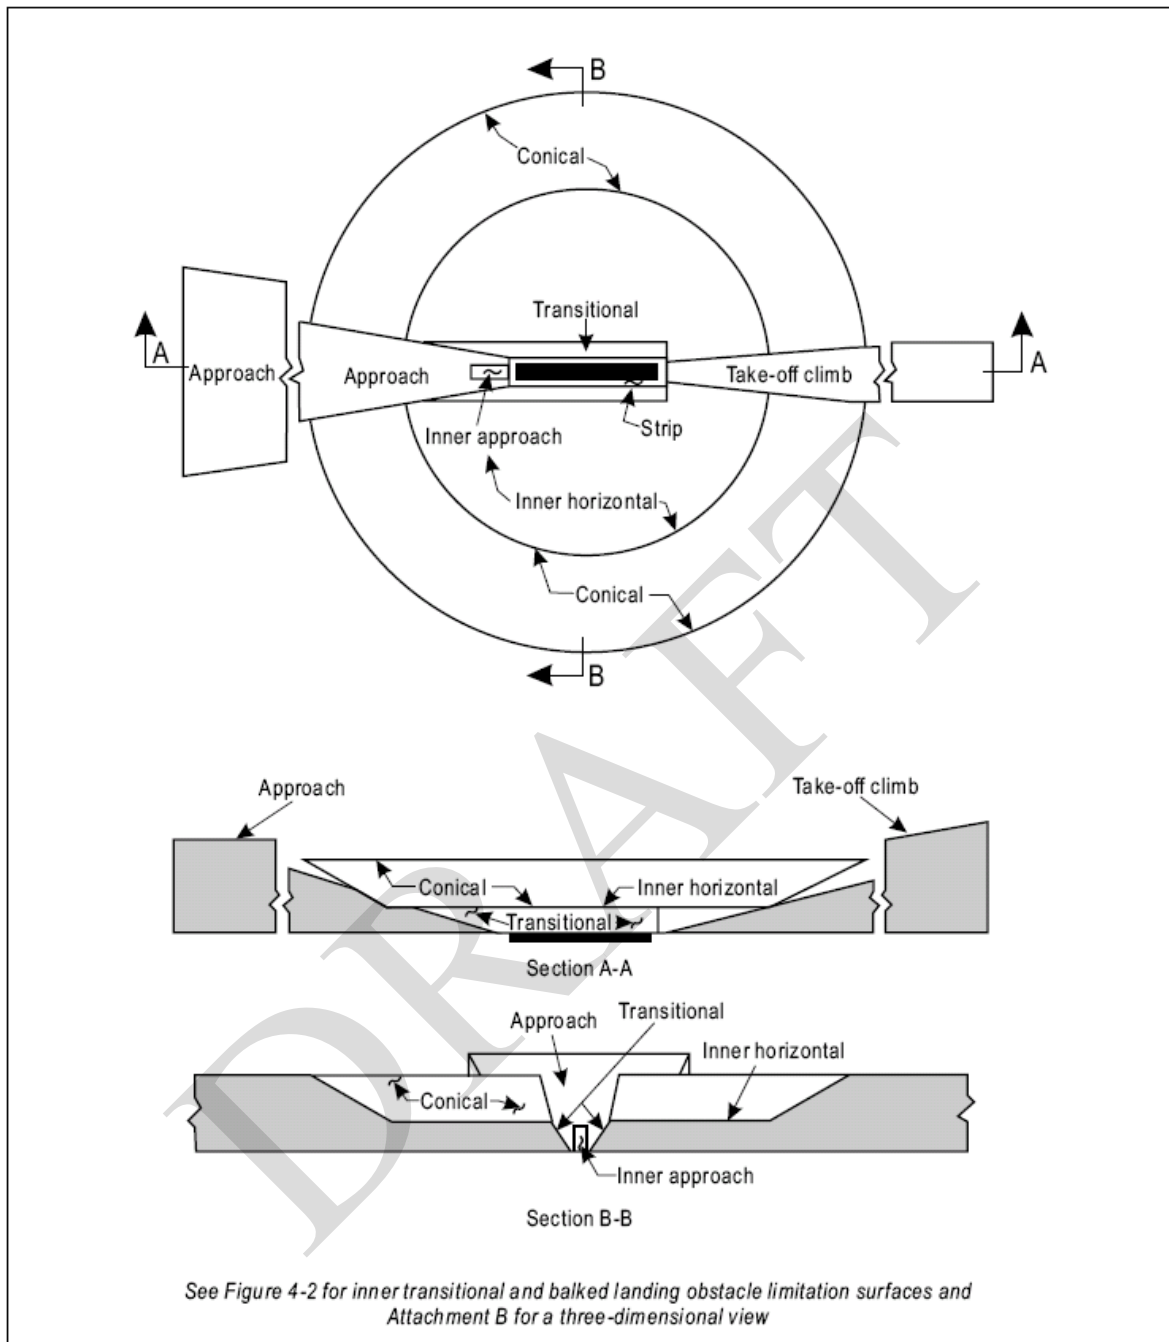 B
Conical
Transitional
A
Approach
Approach
Take-off climb
A
Inner approach
Strip
Inner horizontal
Conical
B
Approach
Take-off climb
Conical
Inner horizontal
Transitional
Section A-A
Approach
Transitional
Inner horizontal
Conical
Inner approach
Section B-B
See Figure 4-2 for inner transitional and balked landing obstacle limitation surfaces and
Attachment B for a three-dimensional view
DRAFT